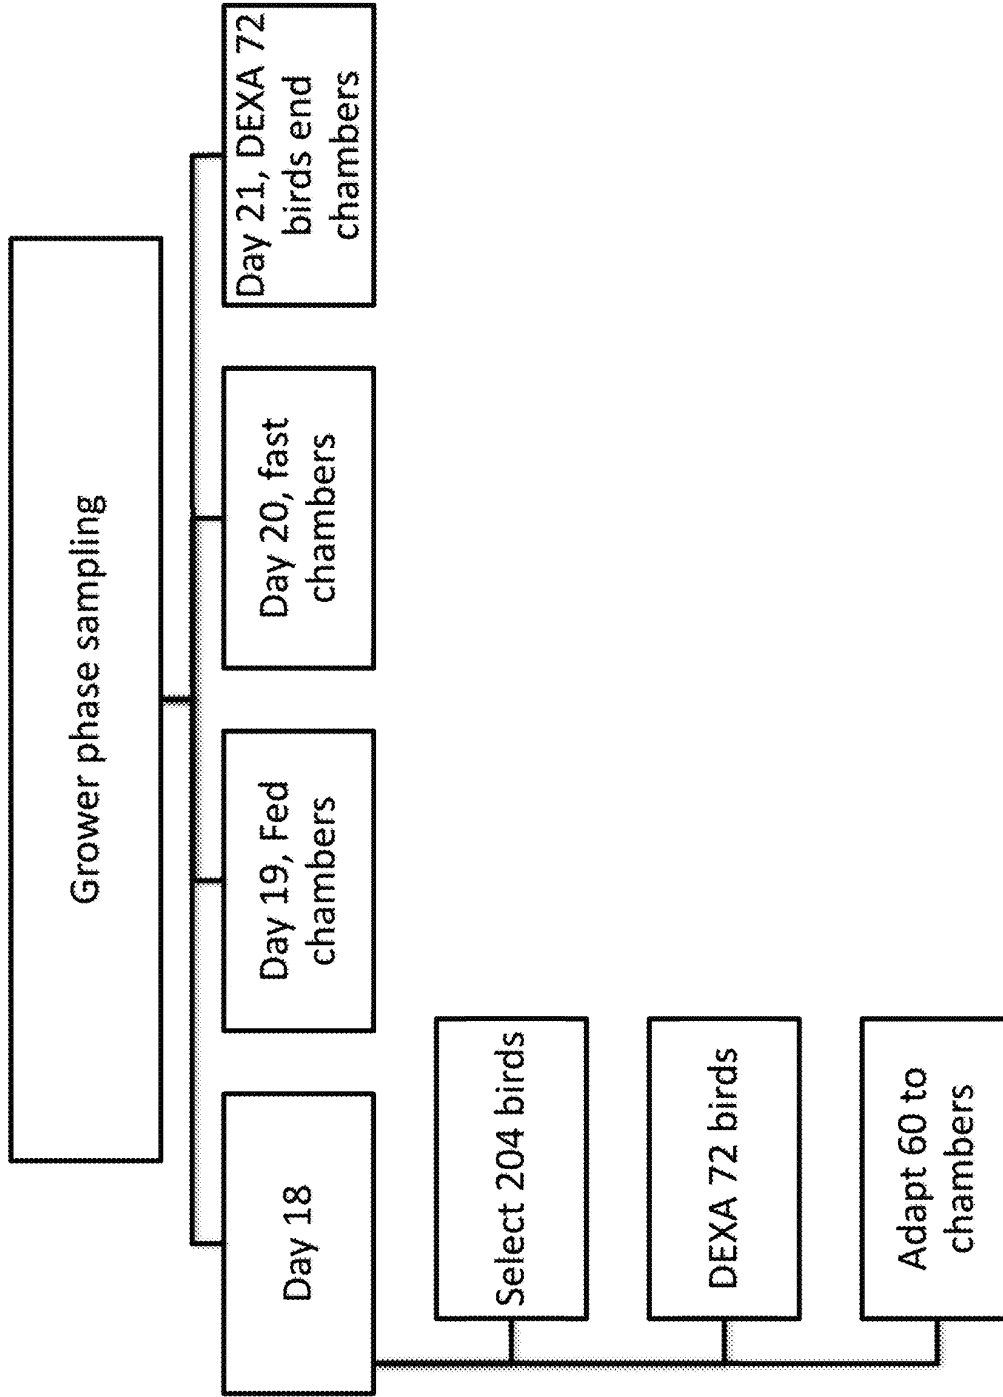 Grower phase sampling
Day 18
Select 204 birds
DEXA 72 birds
Adapt 60 to
chambers
Day 19, Fed
chambers
Day 20, fast
chambers
Day 21, DEXA 72
birds end
chambers